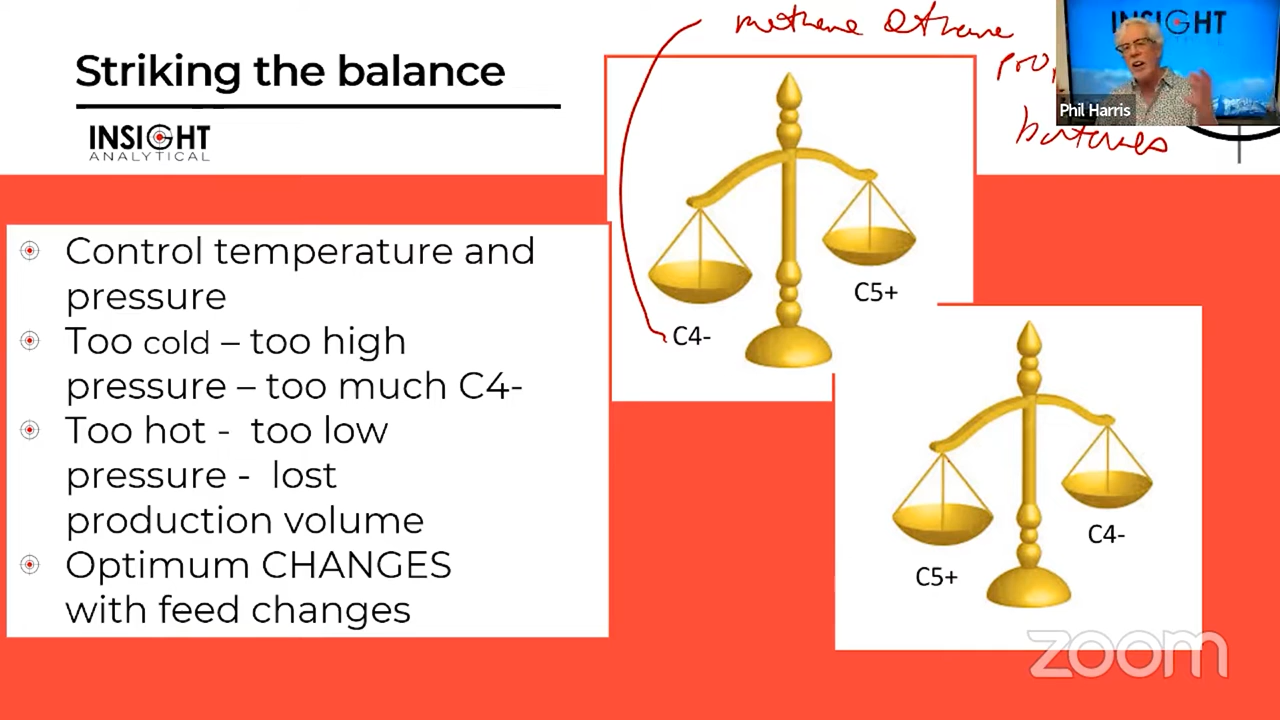 Striking the balance
INSIGHT
ANALYTICAL
Control temperature and
pressure
Too cold – too high
pressure – too much C4-
Too hot - too low
pressure - lost
production volume
Optimum CHANGES
with feed changes
methane ethane
butanes
INSIGHT
Phil Harris
C4-
C5+
C5+
C4-
zoom